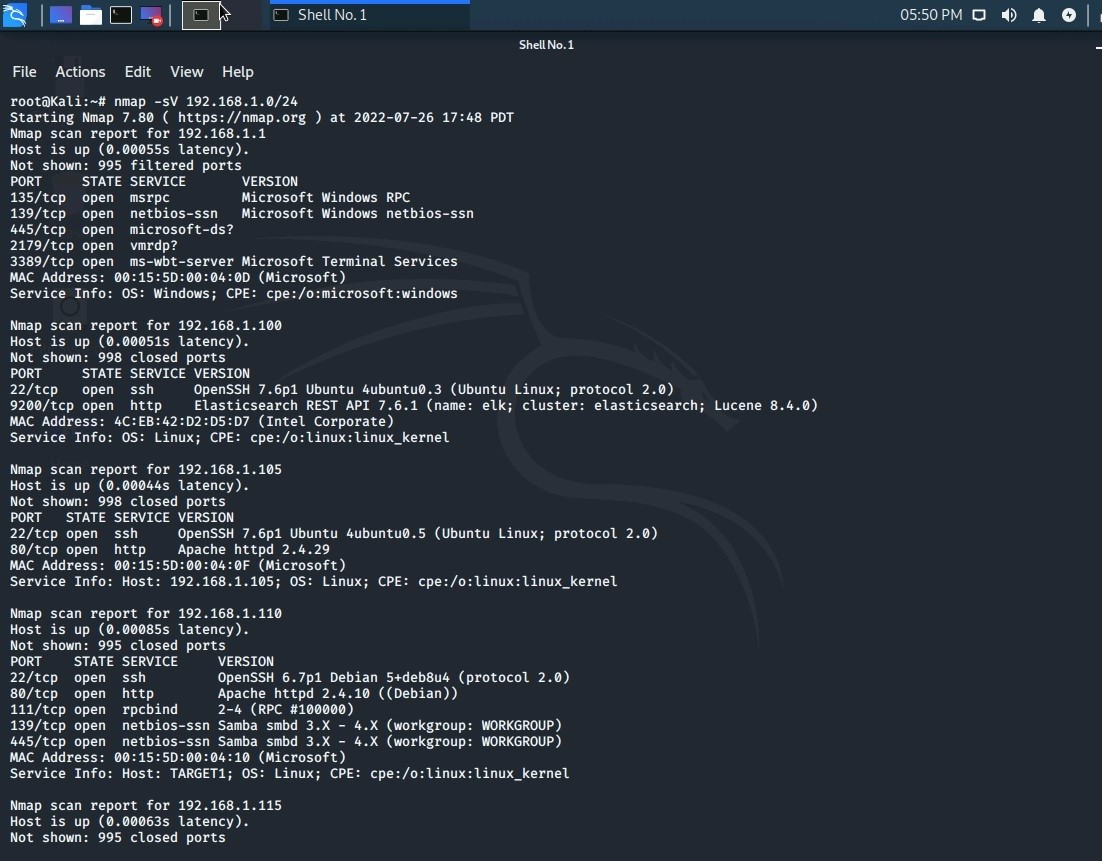 Shell No. 1
05:50 PM
Shell No. 1
File Actions Edit View Help
root@Kali:~# nmap -sV 192.168.1.0/24
Starting Nmap 7.80 ( https://nmap.org ) at 2022-07-26 17:48 PDT
Nmap scan report for 192.168.1.1
Host is up (0.00055s latency).
Not shown: 995 filtered ports
PORT     STATE SERVICE       VERSION
135/tcp  open  msrpc         Microsoft Windows RPC
139/tcp  open  netbios-ssn   Microsoft Windows netbios-ssn
445/tcp  open  microsoft-ds?
2179/tcp open  vmrdp?
3389/tcp open  ms-wbt-server Microsoft Terminal Services
MAC Address: 00:15:5D:00:04:0D (Microsoft)
Service Info: OS: Windows; CPE: cpe:/o:microsoft:windows

Nmap scan report for 192.168.1.100
Host is up (0.00051s latency).
Not shown: 998 closed ports
PORT     STATE SERVICE VERSION
22/tcp   open  ssh     OpenSSH 7.6p1 Ubuntu 4ubuntu0.3 (Ubuntu Linux; protocol 2.0)
9200/tcp open  http    Elasticsearch REST API 7.6.1 (name: elk; cluster: elasticsearch; Lucene 8.4.0)
MAC Address: 4C:EB:42:D2:D5:D7 (Intel Corporate)
Service Info: OS: Linux; CPE: cpe:/o:linux:linux_kernel

Nmap scan report for 192.168.1.105
Host is up (0.00044s latency).
Not shown: 998 closed ports
PORT   STATE SERVICE VERSION
22/tcp open  ssh     OpenSSH 7.6p1 Ubuntu 4ubuntu0.5 (Ubuntu Linux; protocol 2.0)
80/tcp open  http    Apache httpd 2.4.29
MAC Address: 00:15:5D:00:04:0F (Microsoft)
Service Info: Host: 192.168.1.105; OS: Linux; CPE: cpe:/o:linux:linux_kernel

Nmap scan report for 192.168.1.110
Host is up (0.00085s latency).
Not shown: 995 closed ports
PORT    STATE SERVICE     VERSION
22/tcp  open  ssh         OpenSSH 6.7p1 Debian 5+deb8u4 (protocol 2.0)
80/tcp  open  http        Apache httpd 2.4.10 ((Debian))
111/tcp open  rpcbind     2-4 (RPC #100000)
139/tcp open  netbios-ssn Samba smbd 3.X - 4.X (workgroup: WORKGROUP)
445/tcp open  netbios-ssn Samba smbd 3.X - 4.X (workgroup: WORKGROUP)
MAC Address: 00:15:5D:00:04:10 (Microsoft)
Service Info: Host: TARGET1; OS: Linux; CPE: cpe:/o:linux:linux_kernel

Nmap scan report for 192.168.1.115
Host is up (0.00063s latency).
Not shown: 995 closed ports